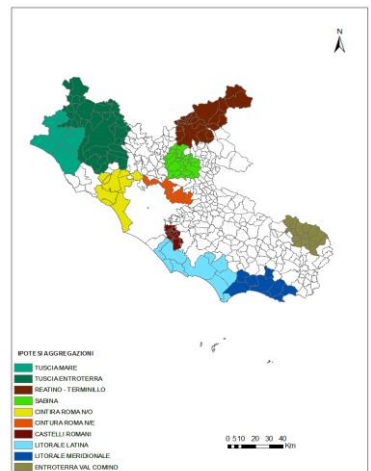 N
IPOTESI AGGREGAZIONI
TUSCIA MARE
TUSCIA ENTROTERRA
REATINO - TERMINILLO
SABINA
CINTIRA ROMA N/O
CINTURA ROMA N/E
CASTELLI ROMANI
LITORALE LATINA
LITORALE MERIDIONALE
ENTROTERRA VAL COMINO
0 5 10 20 30 40
Km